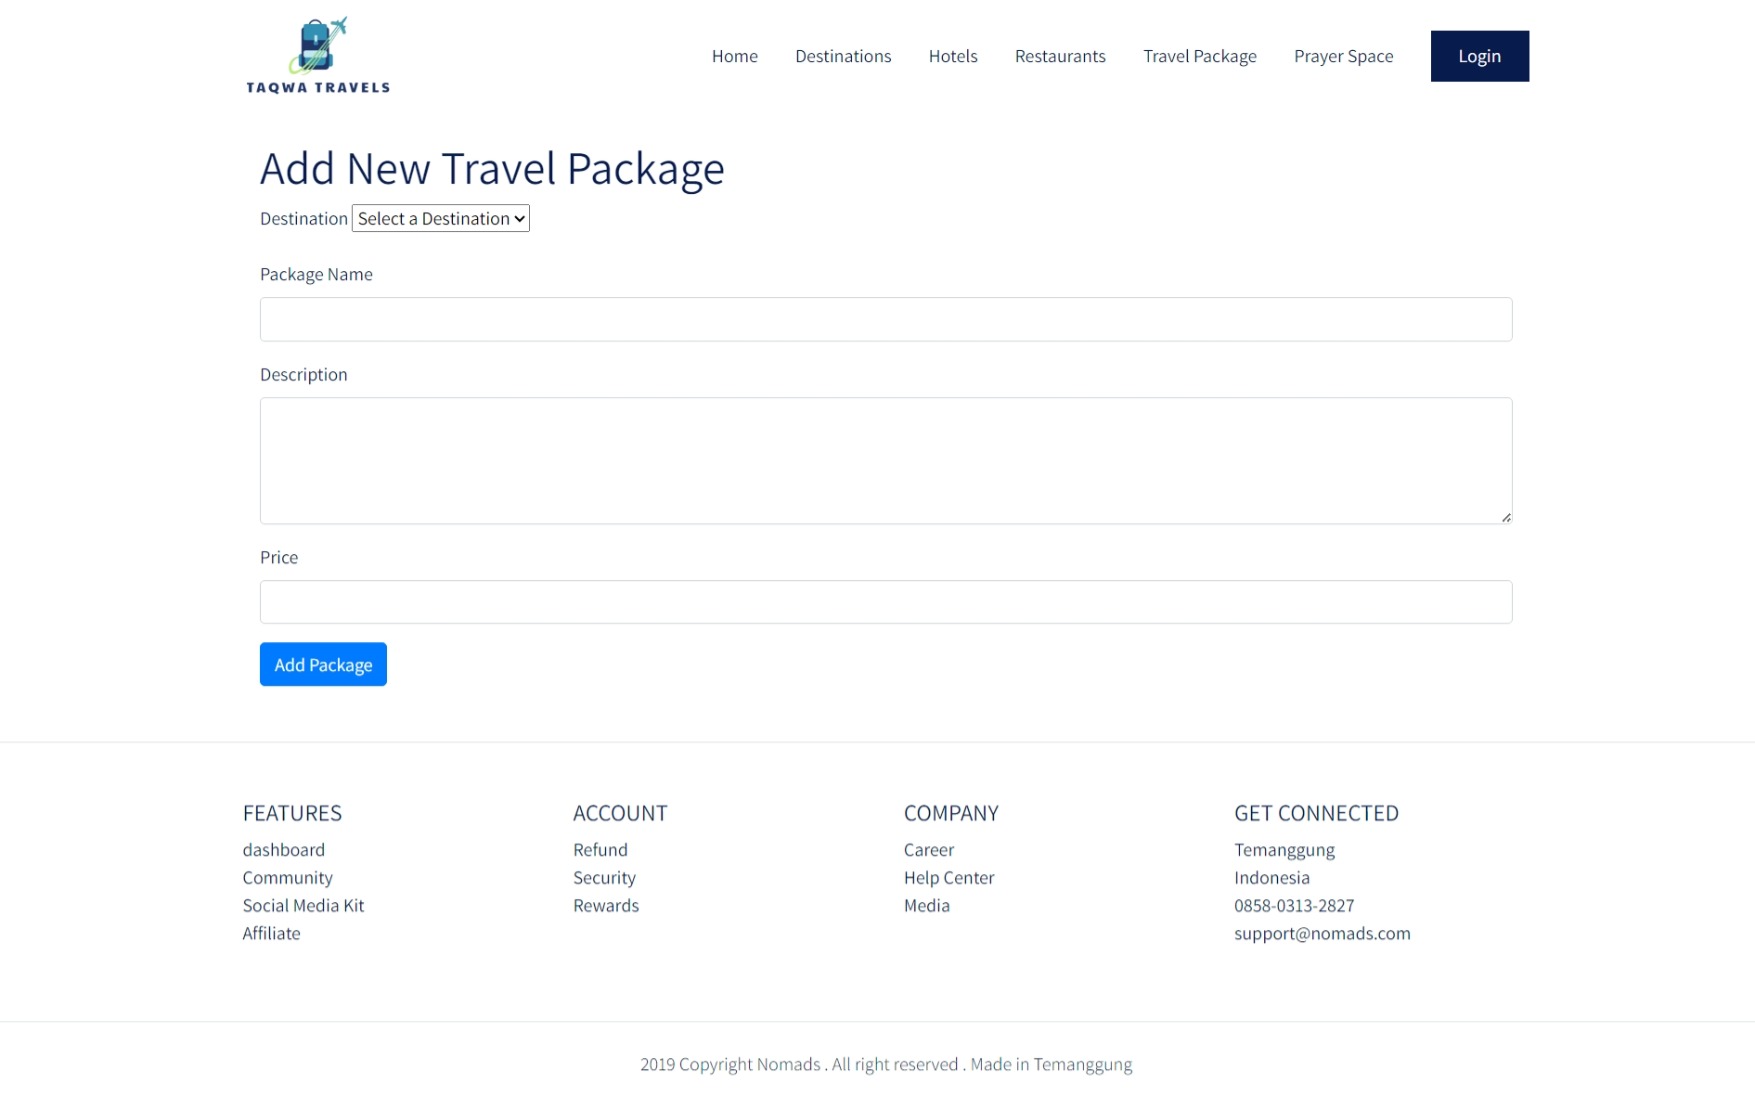 TAQWA TRAVELS
Home Destinations Hotels Restaurants Travel Package Prayer Space Login
Add New Travel Package
Destination Select a Destination
Package Name
Description
Price
Add Package
FEATURES
dashboard
Community
Social Media Kit
Affiliate
ACCOUNT
Refund
Security
Rewards
COMPANY
Career
Help Center
Media
GET CONNECTED
Temanggung
Indonesia
0858-0313-2827
support@nomads.com
2019 Copyright Nomads . All right reserved . Made in Temanggung